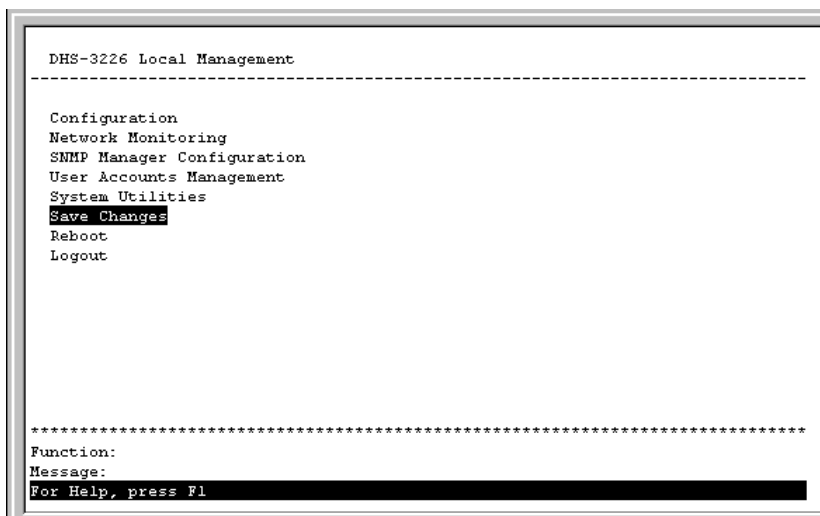 DHS-3226 Local Management
--------------------------------------------------------------------------------
Configuration
Network Monitoring
SNMP Manager Configuration
User Accounts Management
System Utilities
Save Changes
Reboot
Logout
********************************************************************************
Function:
Message:
For Help, press F1